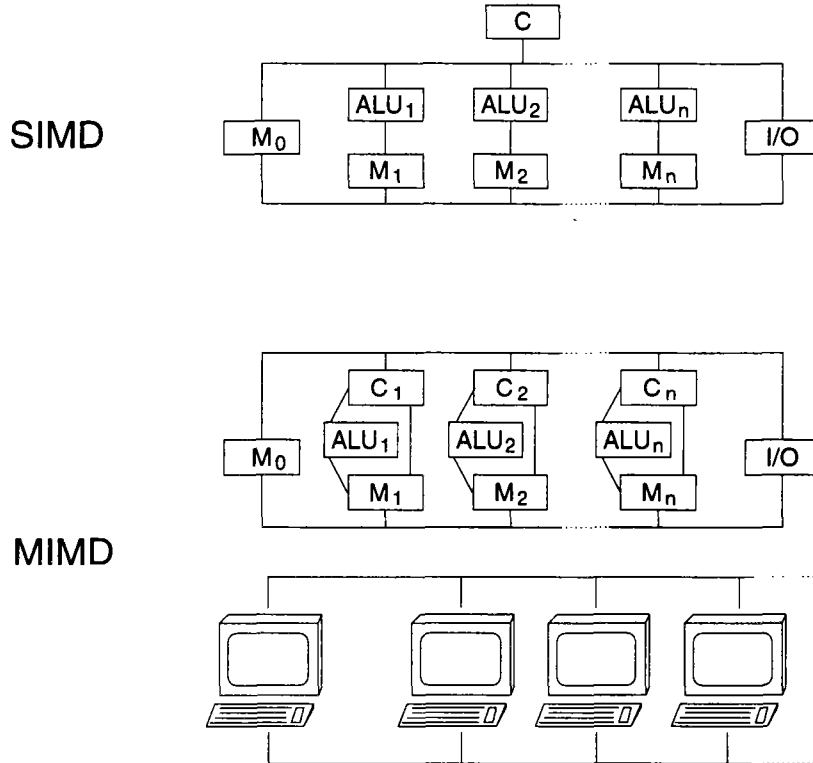 C
SIMD
ALU₁ ALU₂ ALUₙ
M₀ I/O
M₁ M₂ Mₙ
C₁ C₂ Cₙ
ALU₁ ALU₂ ALUₙ
M₀ I/O
M₁ M₂ Mₙ
MIMD